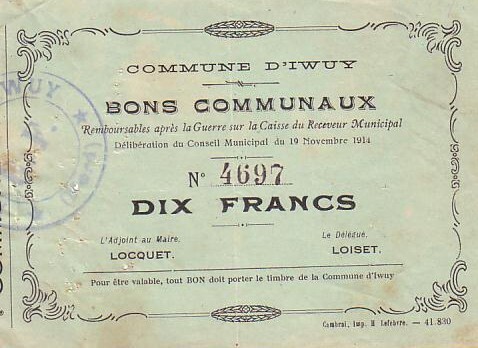 COMMUNE D'IWUY
BONS COMMUNAUX
Remboursables après la Guerre sur la Caisse du Receveur Municipal
Délibération du Conseil Municipal du 19 Novembre 1914
N° 4697
DIX FRANCS
L'Adjoint au Maire,
LOCQUET.
Le Délégué,
LOISET.
Pour être valable, tout BON doit porter le timbre de la Commune d'Iwuy
Cambrai, Imp. H Lefebvre. — 41.830
IWUY